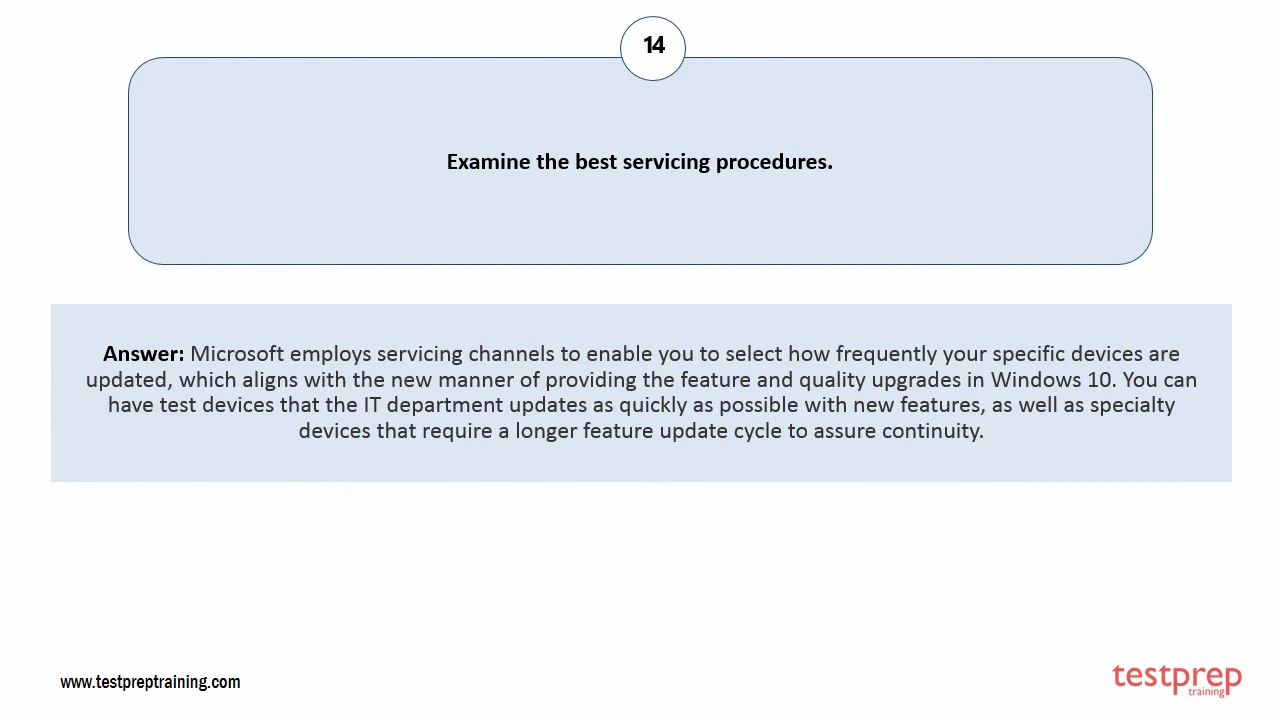 14
Examine the best servicing procedures.
Answer: Microsoft employs servicing channels to enable you to select how frequently your specific devices are
updated, which aligns with the new manner of providing the feature and quality upgrades in Windows 10. You can
have test devices that the IT department updates as quickly as possible with new features, as well as specialty
devices that require a longer feature update cycle to assure continuity.
www.testpreptraining.com
testprep
training